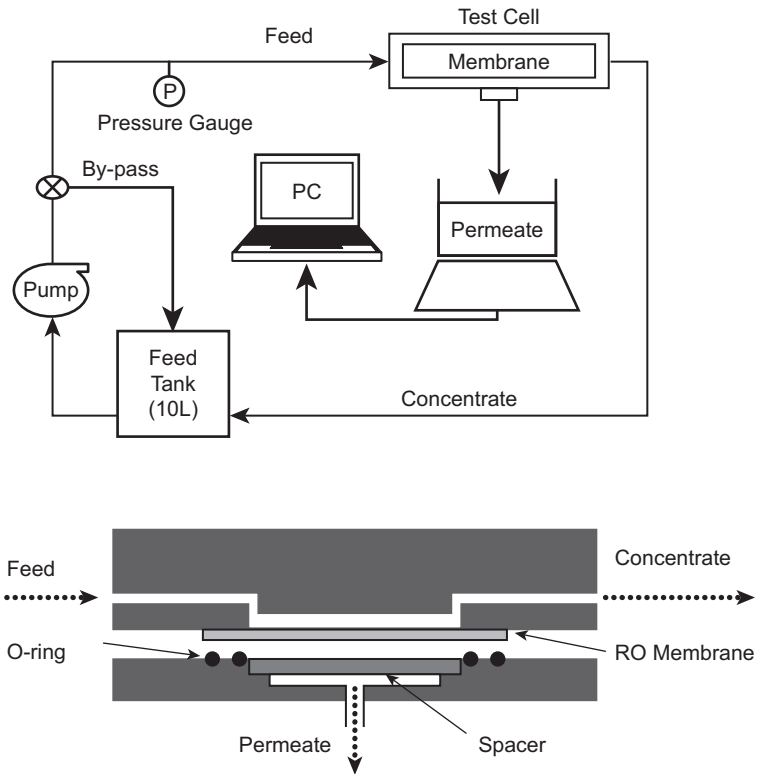 Test Cell
Feed
Membrane
P
Pressure Gauge
By-pass
PC
Permeate
Pump
Feed
Tank
(10L)
Concentrate
Feed
Concentrate
O-ring
RO Membrane
Permeate
Spacer